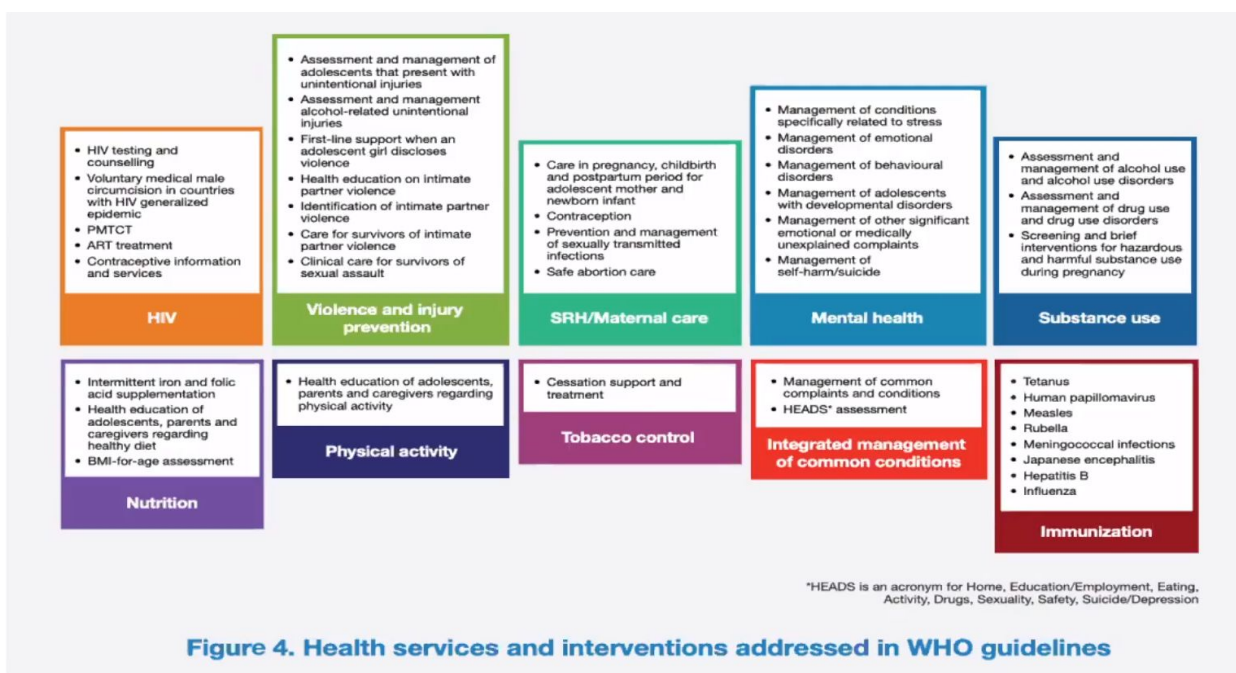 • HIV testing and
counselling
• Voluntary medical male
circumcision in countries
with HIV generalized
epidemic
• PMTCT
• ART treatment
• Contraceptive information
and services
HIV
• Assessment and management of
adolescents that present with
unintentional injuries
• Assessment and management
alcohol-related unintentional
injuries
• First-line support when an
adolescent girl discloses
violence
• Health education on intimate
partner violence
• Identification of intimate partner
violence
• Care for survivors of intimate
partner violence
• Clinical care for survivors of
sexual assault
Violence and injury
prevention
• Care in pregnancy, childbirth
and postpartum period for
adolescent mother and
newborn infant
• Contraception
• Prevention and management
of sexually transmitted
infections
• Safe abortion care
SRH/Maternal care
• Management of conditions
specifically related to stress
• Management of emotional
disorders
• Management of behavioural
disorders
• Management of adolescents
with developmental disorders
• Management of other significant
emotional or medically
unexplained complaints
• Management of
self-harm/suicide
Mental health
• Assessment and
management of alcohol use
and alcohol use disorders
• Assessment and
management of drug use
and drug use disorders
• Screening and brief
interventions for hazardous
and harmful substance use
during pregnancy
Substance use
• Intermittent iron and folic
acid supplementation
• Health education of
adolescents, parents and
caregivers regarding
healthy diet
• BMI-for-age assessment
Nutrition
• Health education of adolescents,
parents and caregivers regarding
physical activity
Physical activity
• Cessation support and
treatment
Tobacco control
• Management of common
complaints and conditions
• HEADS* assessment
Integrated management
of common conditions
• Tetanus
• Human papillomavirus
• Measles
• Rubella
• Meningococcal infections
• Japanese encephalitis
• Hepatitis B
• Influenza
Immunization
*HEADS is an acronym for Home, Education/Employment, Eating,
Activity, Drugs, Sexuality, Safety, Suicide/Depression
Figure 4. Health services and interventions addressed in WHO guidelines